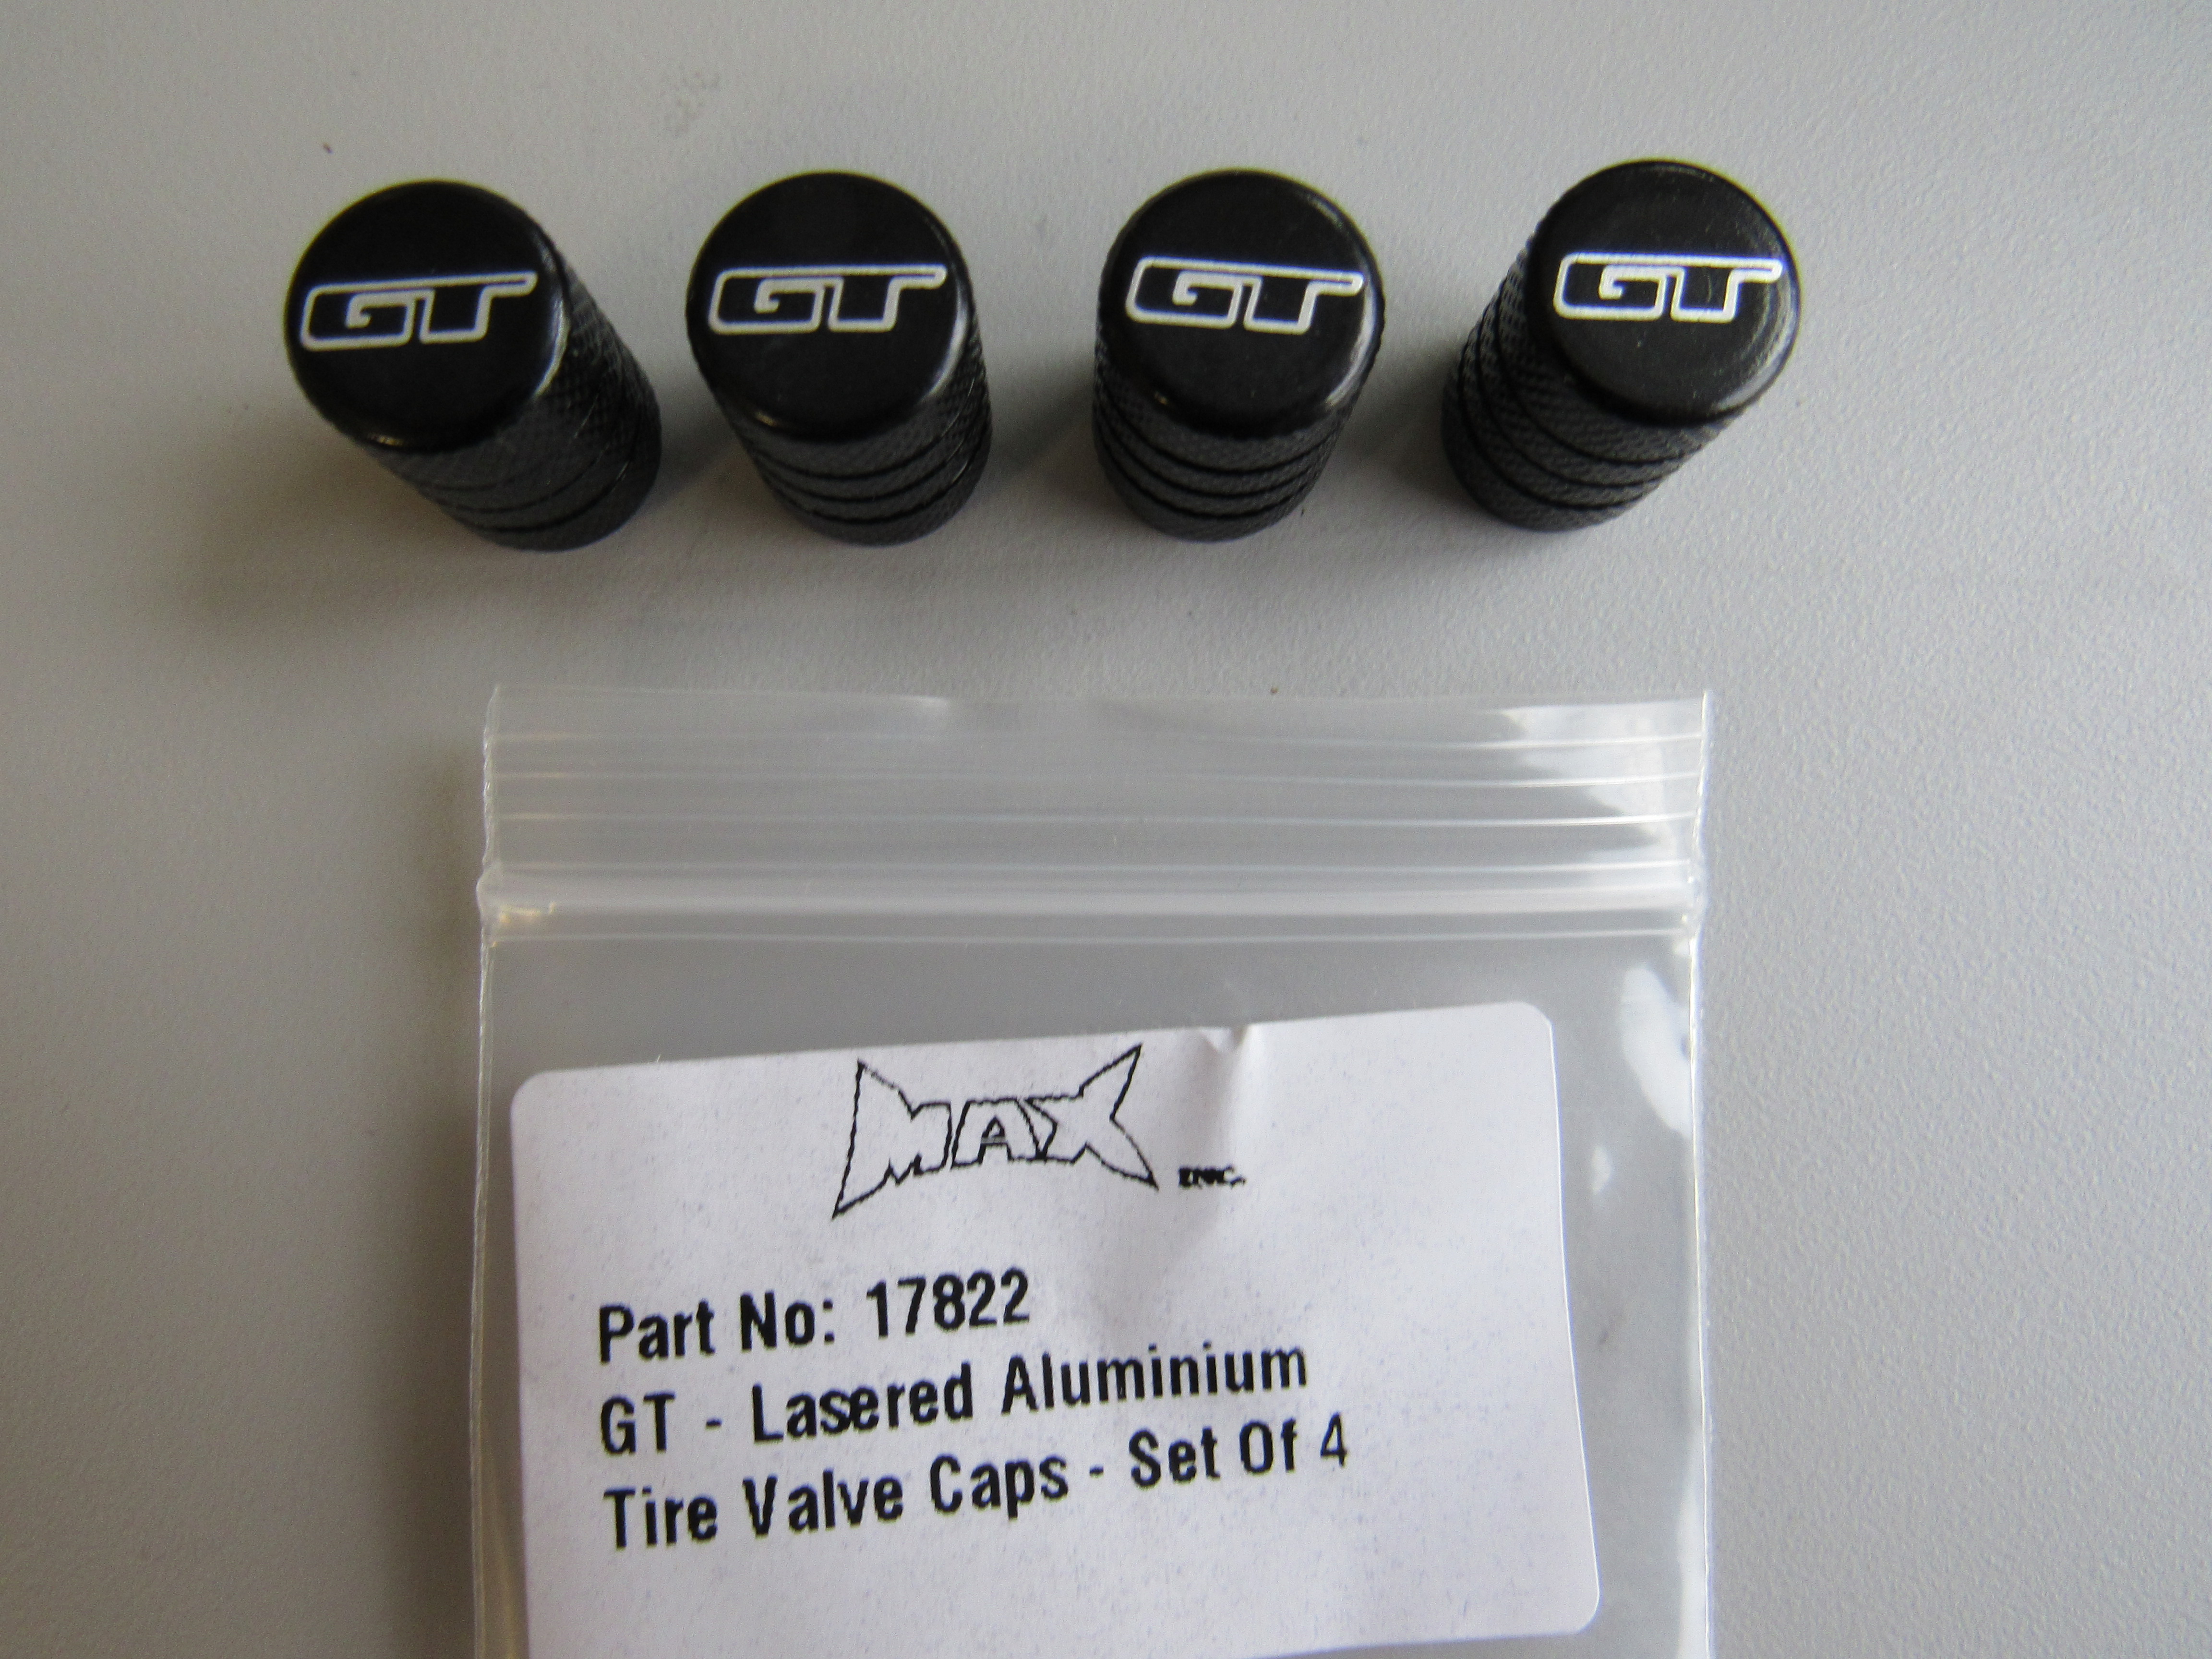 GT
GT
GT
GT
MAX INC.
Part No: 17822
GT - Lasered Aluminium
Tire Valve Caps - Set Of 4